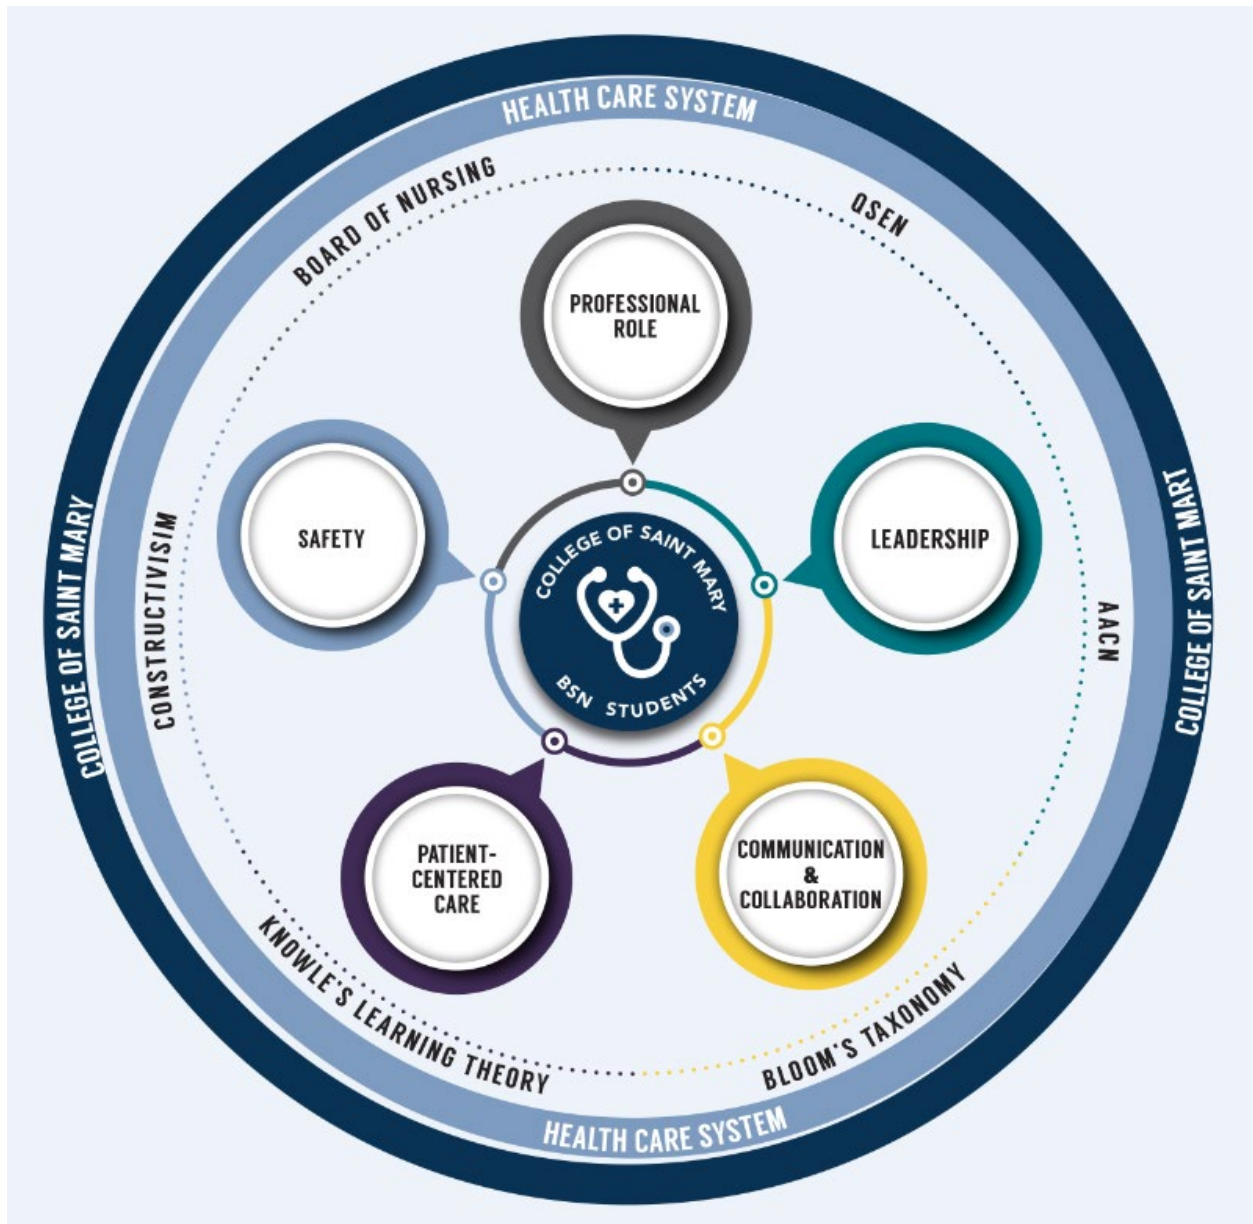 HEALTH CARE SYSTEM
BOARD OF NURSING
QSEN
PROFESSIONAL
ROLE
SAFETY
LEADERSHIP
COLLEGE OF SAINT MARY
CONSTRUCTIVISIM
COLLEGE OF SAINT MARY
BSN STUDENTS
AACN
COLLEGE OF SAINT MART
PATIENT-
CENTERED
CARE
COMMUNICATION
&
COLLABORATION
KNOWLE'S LEARNING THEORY
BLOOM'S TAXONOMY
HEALTH CARE SYSTEM